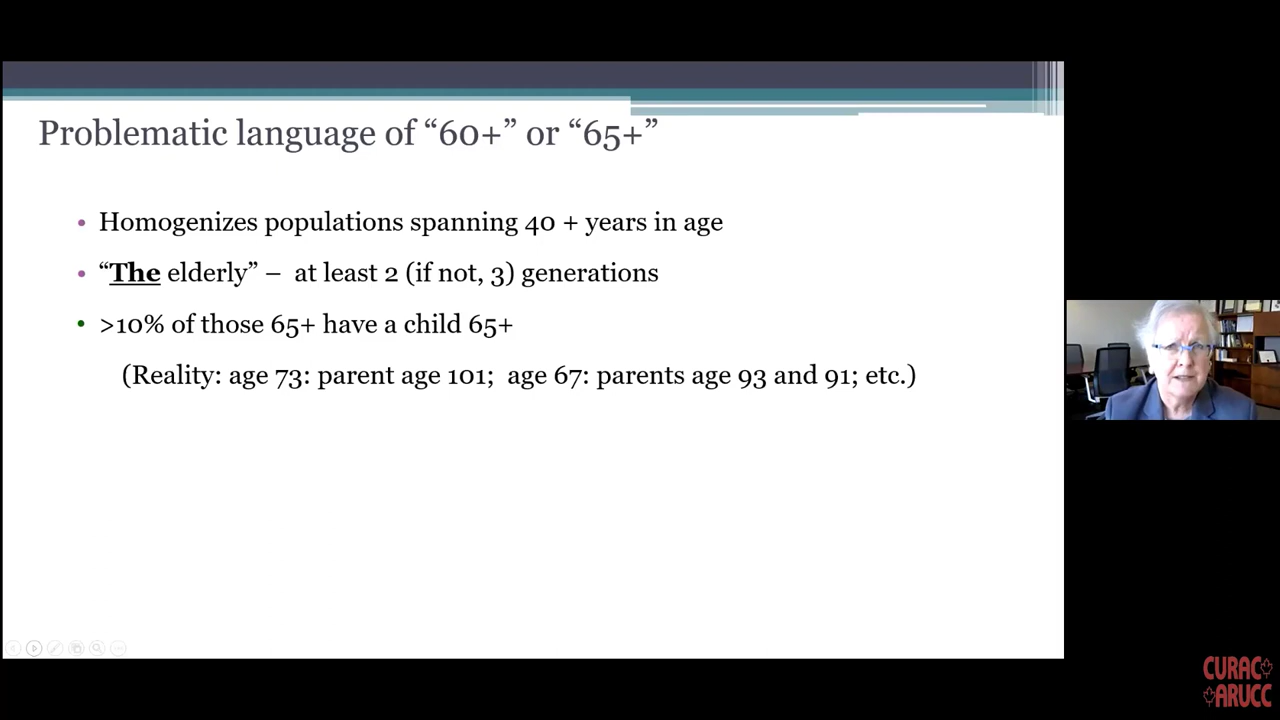 Problematic language of “60+” or “65+”
• Homogenizes populations spanning 40 + years in age
• “The elderly” – at least 2 (if not, 3) generations
• >10% of those 65+ have a child 65+
(Reality: age 73: parent age 101; age 67: parents age 93 and 91; etc.)
CURAC
ARUCC